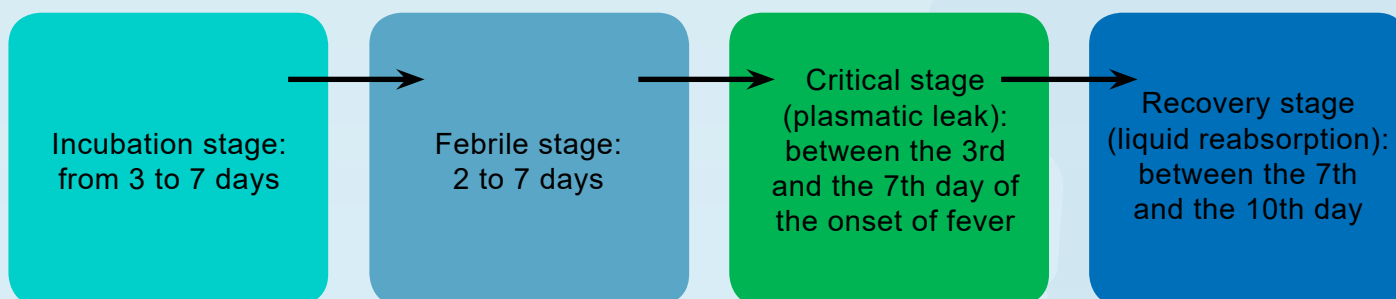 Incubation stage:
from 3 to 7 days
Febrile stage:
2 to 7 days
Critical stage
(plasmatic leak):
between the 3rd
and the 7th day of
the onset of fever
Recovery stage
(liquid reabsorption):
between the 7th
and the 10th day